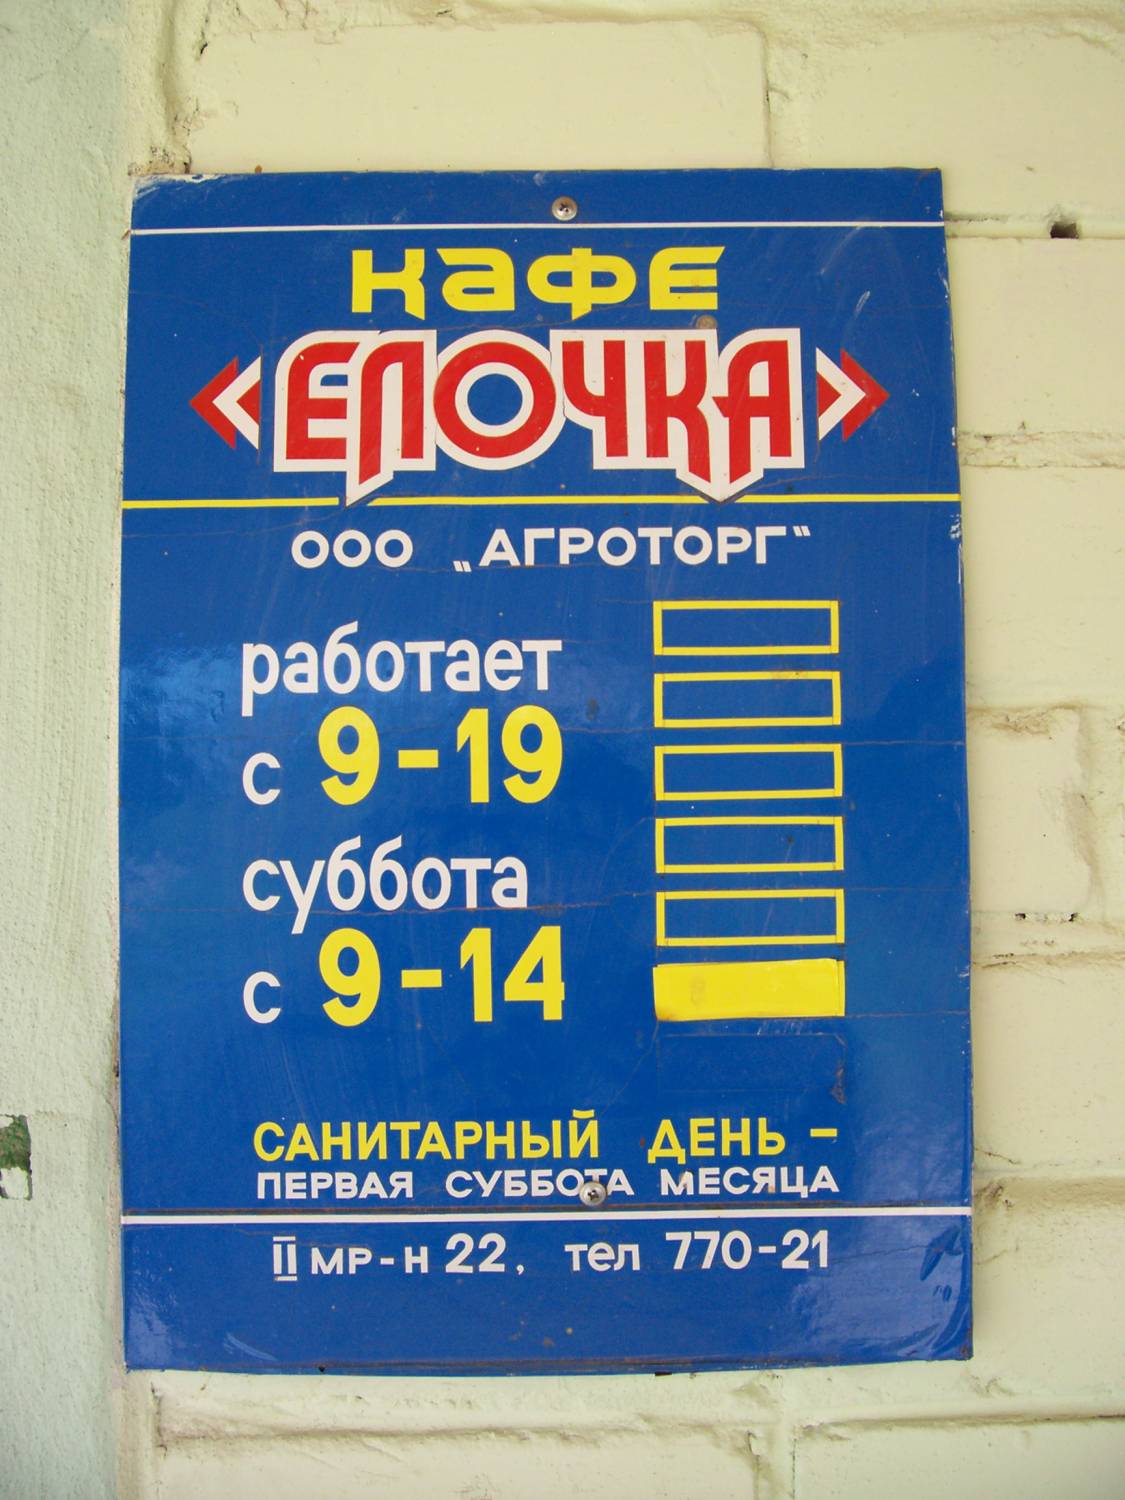 КАФЕ
«ЕЛОЧКА»
ООО „АГРОТОРГ“
работает
с 9-19
суббота
с 9-14
САНИТАРНЫЙ ДЕНЬ -
ПЕРВАЯ СУББОТА МЕСЯЦА
II МР-Н 22, тел 770-21